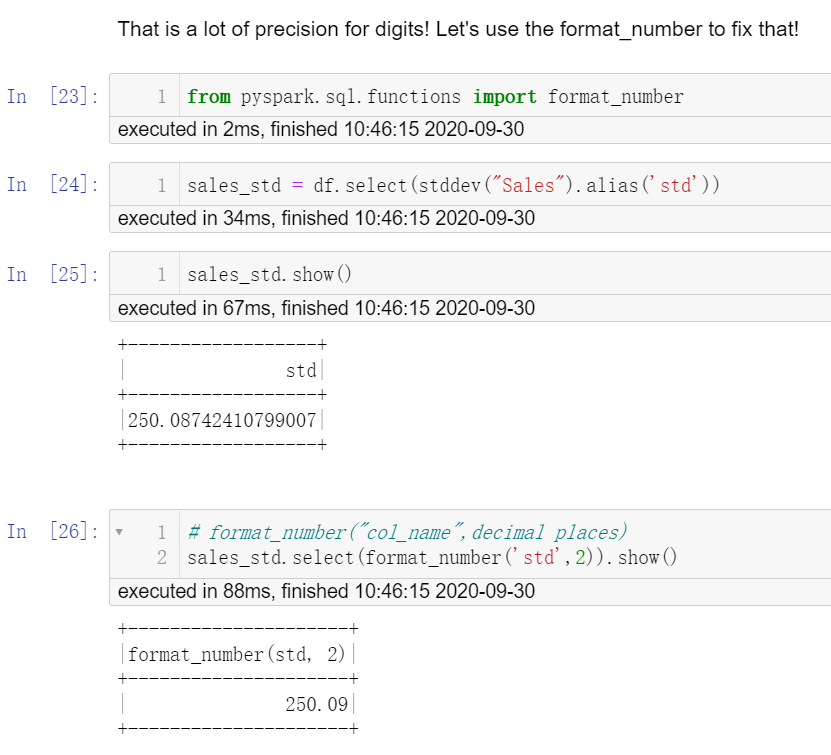 That is a lot of precision for digits! Let's use the format_number to fix that!
In [23]: 1 from pyspark.sql.functions import format_number
executed in 2ms, finished 10:46:15 2020-09-30
In [24]: 1 sales_std = df.select(stddev("Sales").alias('std'))
executed in 34ms, finished 10:46:15 2020-09-30
In [25]: 1 sales_std.show()
executed in 67ms, finished 10:46:15 2020-09-30
+------------------+
|               std|
+------------------+
|250.08742410799007|
+------------------+
In [26]: 1 # format_number("col_name",decimal places)
2 sales_std.select(format_number('std',2)).show()
executed in 88ms, finished 10:46:15 2020-09-30
+---------------------+
|format_number(std, 2)|
+---------------------+
|               250.09|
+---------------------+